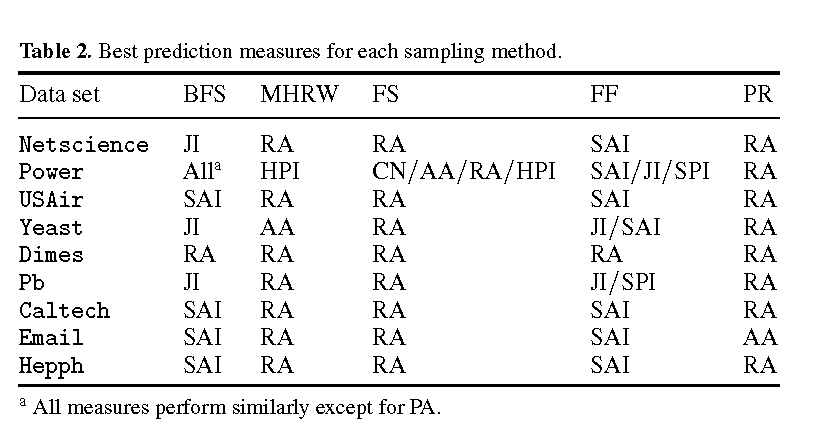 Table 2. Best prediction measures for each sampling method.
Data set BFS MHRW FS FF PR
Netscience JI RA RA SAI RA
Power Allᵃ HPI CN/AA/RA/HPI SAI/JI/SPI RA
USAir SAI RA RA SAI RA
Yeast JI AA RA JI/SAI RA
Dimes RA RA RA RA RA
Pb JI RA RA JI/SPI RA
Caltech SAI RA RA SAI RA
Email SAI RA RA SAI AA
Hepph SAI RA RA SAI RA
ᵃ All measures perform similarly except for PA.